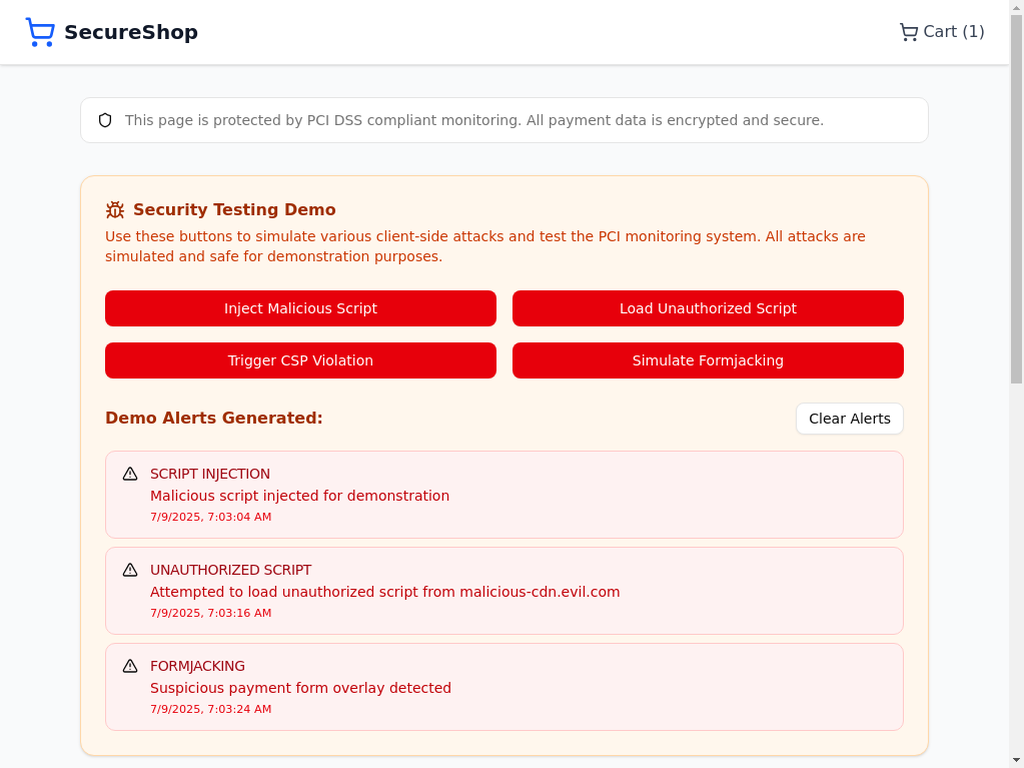 SecureShop
Cart (1)
This page is protected by PCI DSS compliant monitoring. All payment data is encrypted and secure.
Security Testing Demo
Use these buttons to simulate various client-side attacks and test the PCI monitoring system. All attacks are
simulated and safe for demonstration purposes.
Inject Malicious Script
Load Unauthorized Script
Trigger CSP Violation
Simulate Formjacking
Demo Alerts Generated:
Clear Alerts
SCRIPT INJECTION
Malicious script injected for demonstration
7/9/2025, 7:03:04 AM
UNAUTHORIZED SCRIPT
Attempted to load unauthorized script from malicious-cdn.evil.com
7/9/2025, 7:03:16 AM
FORMJACKING
Suspicious payment form overlay detected
7/9/2025, 7:03:24 AM